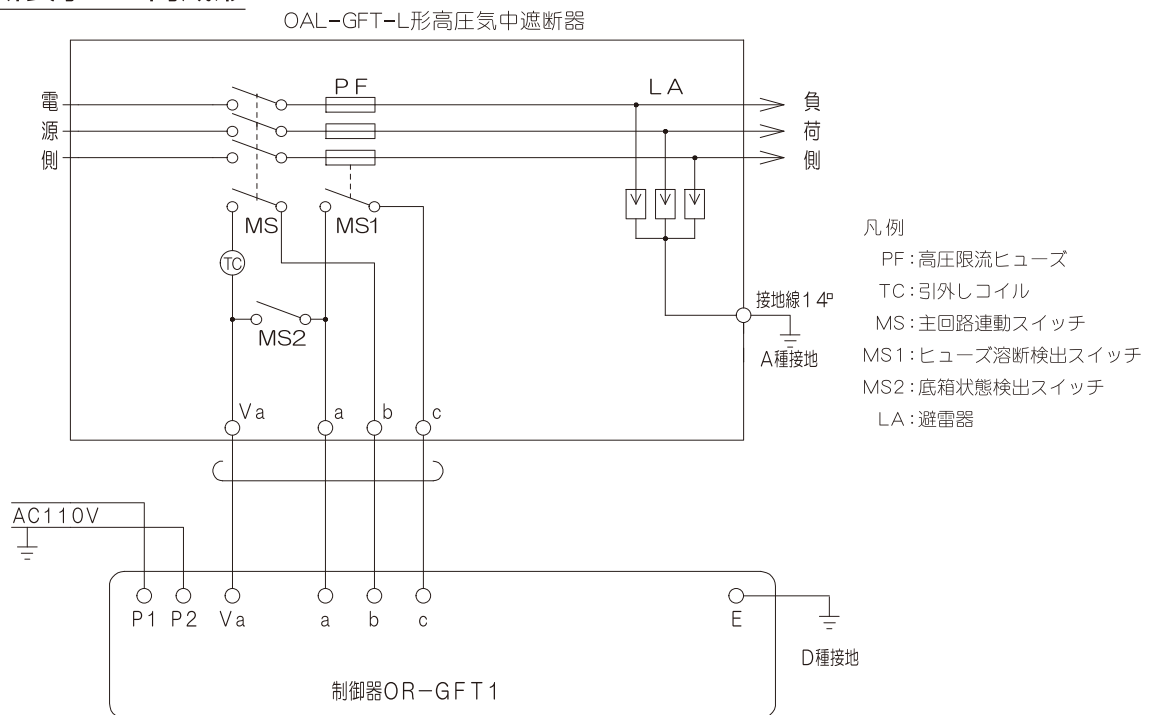 OAL-GFT-L形高圧気中遮断器
PF
LA
電
源
側
負
荷
側
MS
MS1
TC
MS2
接地線14□
A種接地
凡例
PF：高圧限流ヒューズ
TC：引外しコイル
MS：主回路連動スイッチ
MS1：ヒューズ溶断検出スイッチ
MS2：底箱状態検出スイッチ
LA：避雷器
Va a b c
AC110V
P1 P2 Va a b c E
D種接地
制御器OR-GFT1